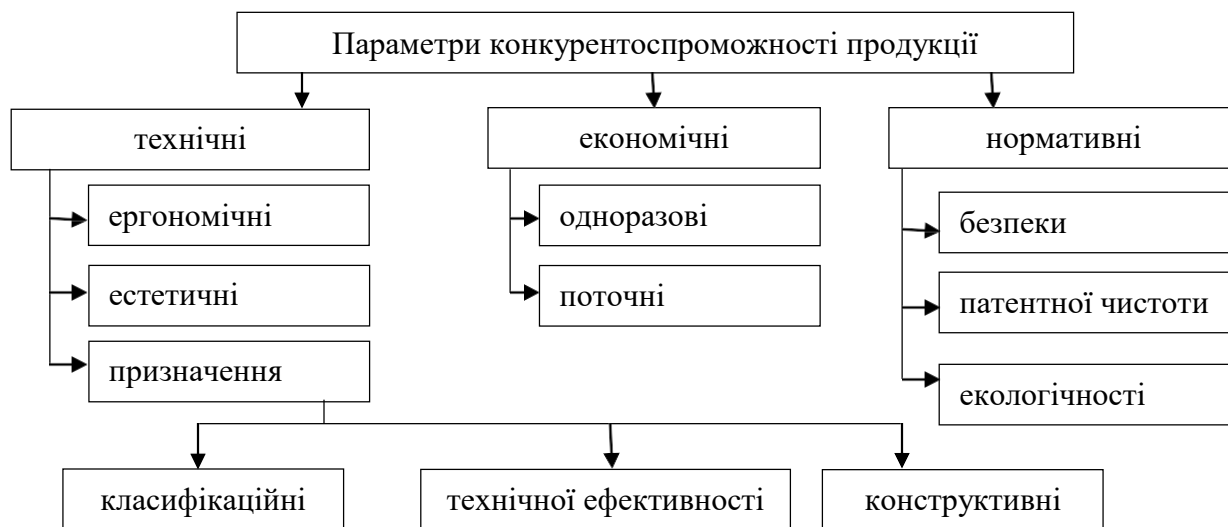 Параметри конкурентоспроможності продукції
технічні
економічні
нормативні
ергономічні
естетичні
призначення
одноразові
поточні
безпеки
патентної чистоти
екологічності
класифікаційні
технічної ефективності
конструктивні